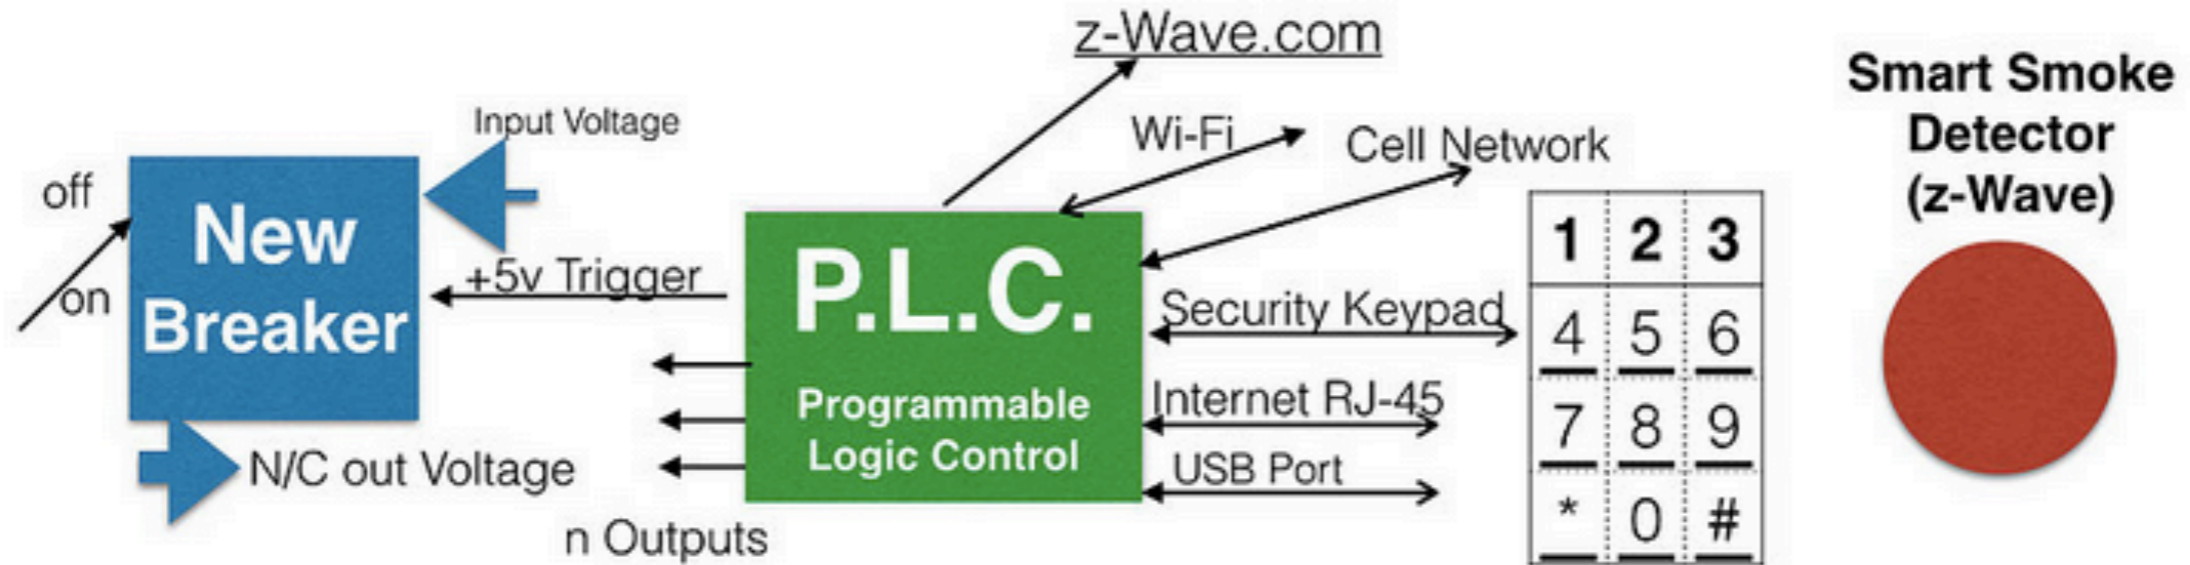 z-Wave.com
Smart Smoke
Detector
(z-Wave)
Input Voltage
Wi-Fi
Cell Network
off
on
New
Breaker
+5v Trigger
P.L.C.
Programmable
Logic Control
Security Keypad
Internet RJ-45
USB Port
N/C out Voltage
n Outputs
1 2 3
4 5 6
7 8 9
* 0 #